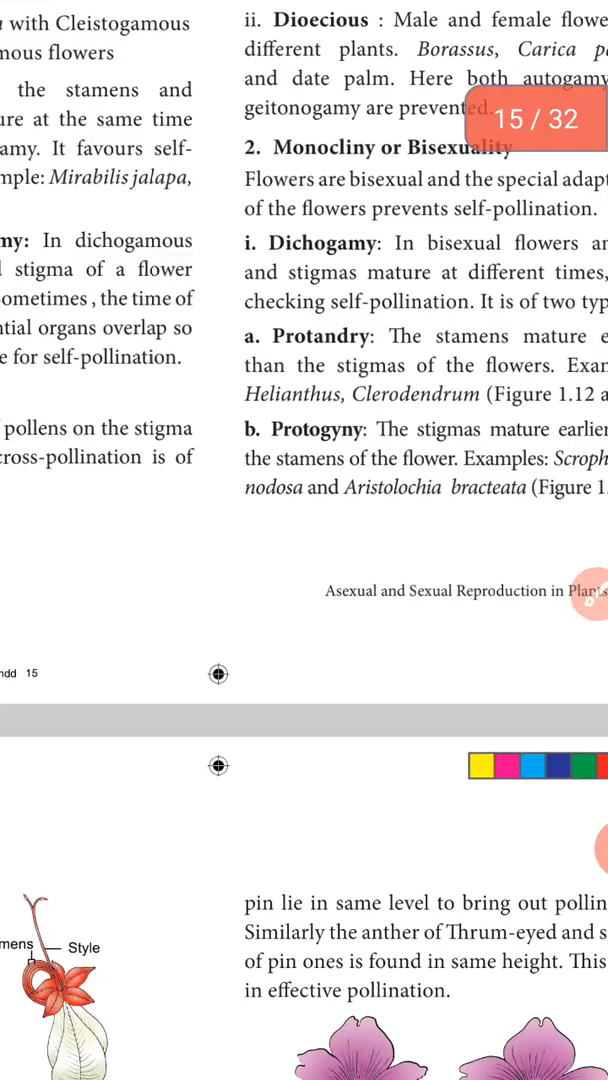 with Cleistogamous
mous flowers
the stamens and
ure at the same time
amy. It favours self-
mple: Mirabilis jalapa,
my: In dichogamous
stigma of a flower
ometimes , the time of
ntial organs overlap so
e for self-pollination.
pollens on the stigma
cross-pollination is of
ndd 15
ii. Dioecious : Male and female flowe
different plants. Borassus, Carica pa
and date palm. Here both autogamy
geitonogamy are prevented.
15 / 32
2. Monocliny or Bisexuality
Flowers are bisexual and the special adapt
of the flowers prevents self-pollination.
i. Dichogamy: In bisexual flowers an
and stigmas mature at different times,
checking self-pollination. It is of two typ
a. Protandry: The stamens mature e
than the stigmas of the flowers. Exam
Helianthus, Clerodendrum (Figure 1.12 a
b. Protogyny: The stigmas mature earlier
the stamens of the flower. Examples: Scroph
nodosa and Aristolochia bracteata (Figure 1.
Asexual and Sexual Reproduction in Plants
mens
Style
pin lie in same level to bring out pollin
Similarly the anther of Thrum-eyed and s
of pin ones is found in same height. This
in effective pollination.